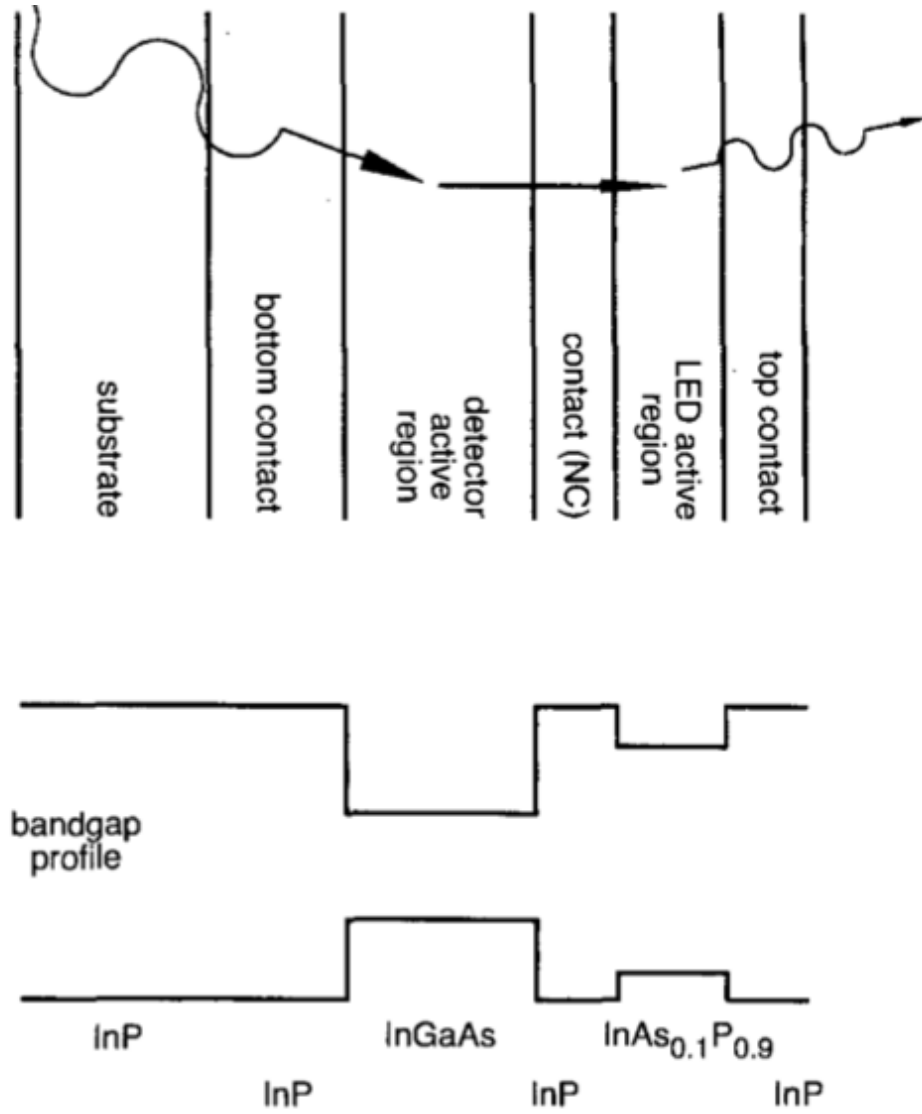 substrate
bottom contact
detector
active
region
contact (NC)
LED active
region
top contact
bandgap
profile
InP
InGaAs
InAs0.1P0.9
InP
InP
InP